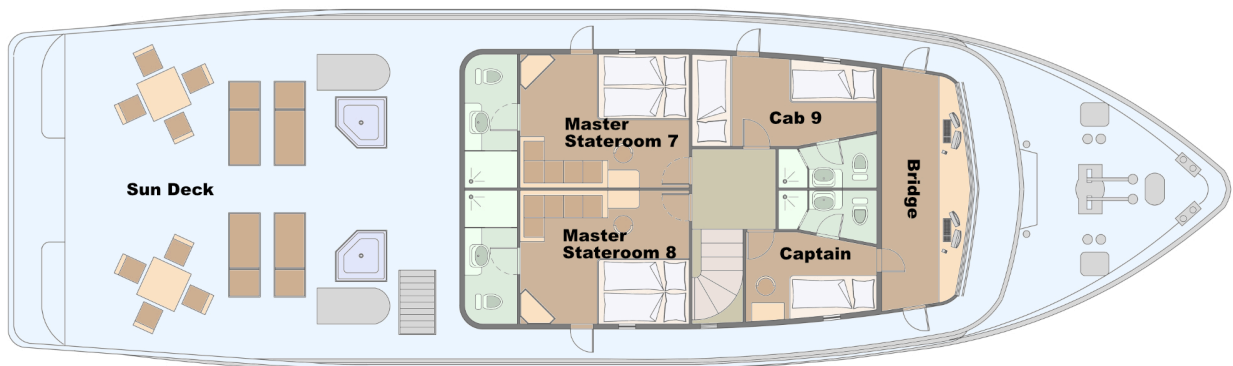 Sun Deck
Master
Stateroom 7
Master
Stateroom 8
Cab 9
Captain
Bridge